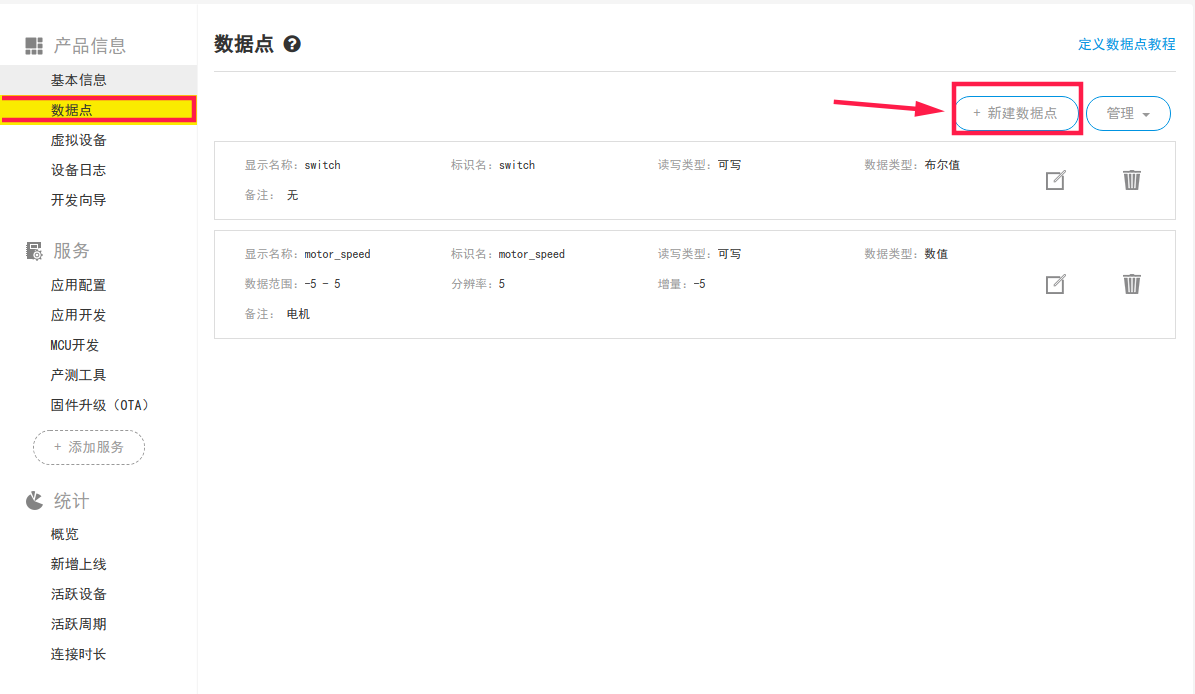 产品信息
基本信息
数据点
虚拟设备
设备日志
开发向导
服务
应用配置
应用开发
MCU开发
产测工具
固件升级（OTA）
+ 添加服务
统计
概览
新增上线
活跃设备
活跃周期
连接时长
数据点 ?
定义数据点教程
+ 新建数据点
管理
显示名称：switch 标识名：switch 读写类型：可写 数据类型：布尔值
备注： 无
显示名称：motor_speed 标识名：motor_speed 读写类型：可写 数据类型：数值
数据范围：-5 - 5 分辨率：5 增量：-5
备注： 电机